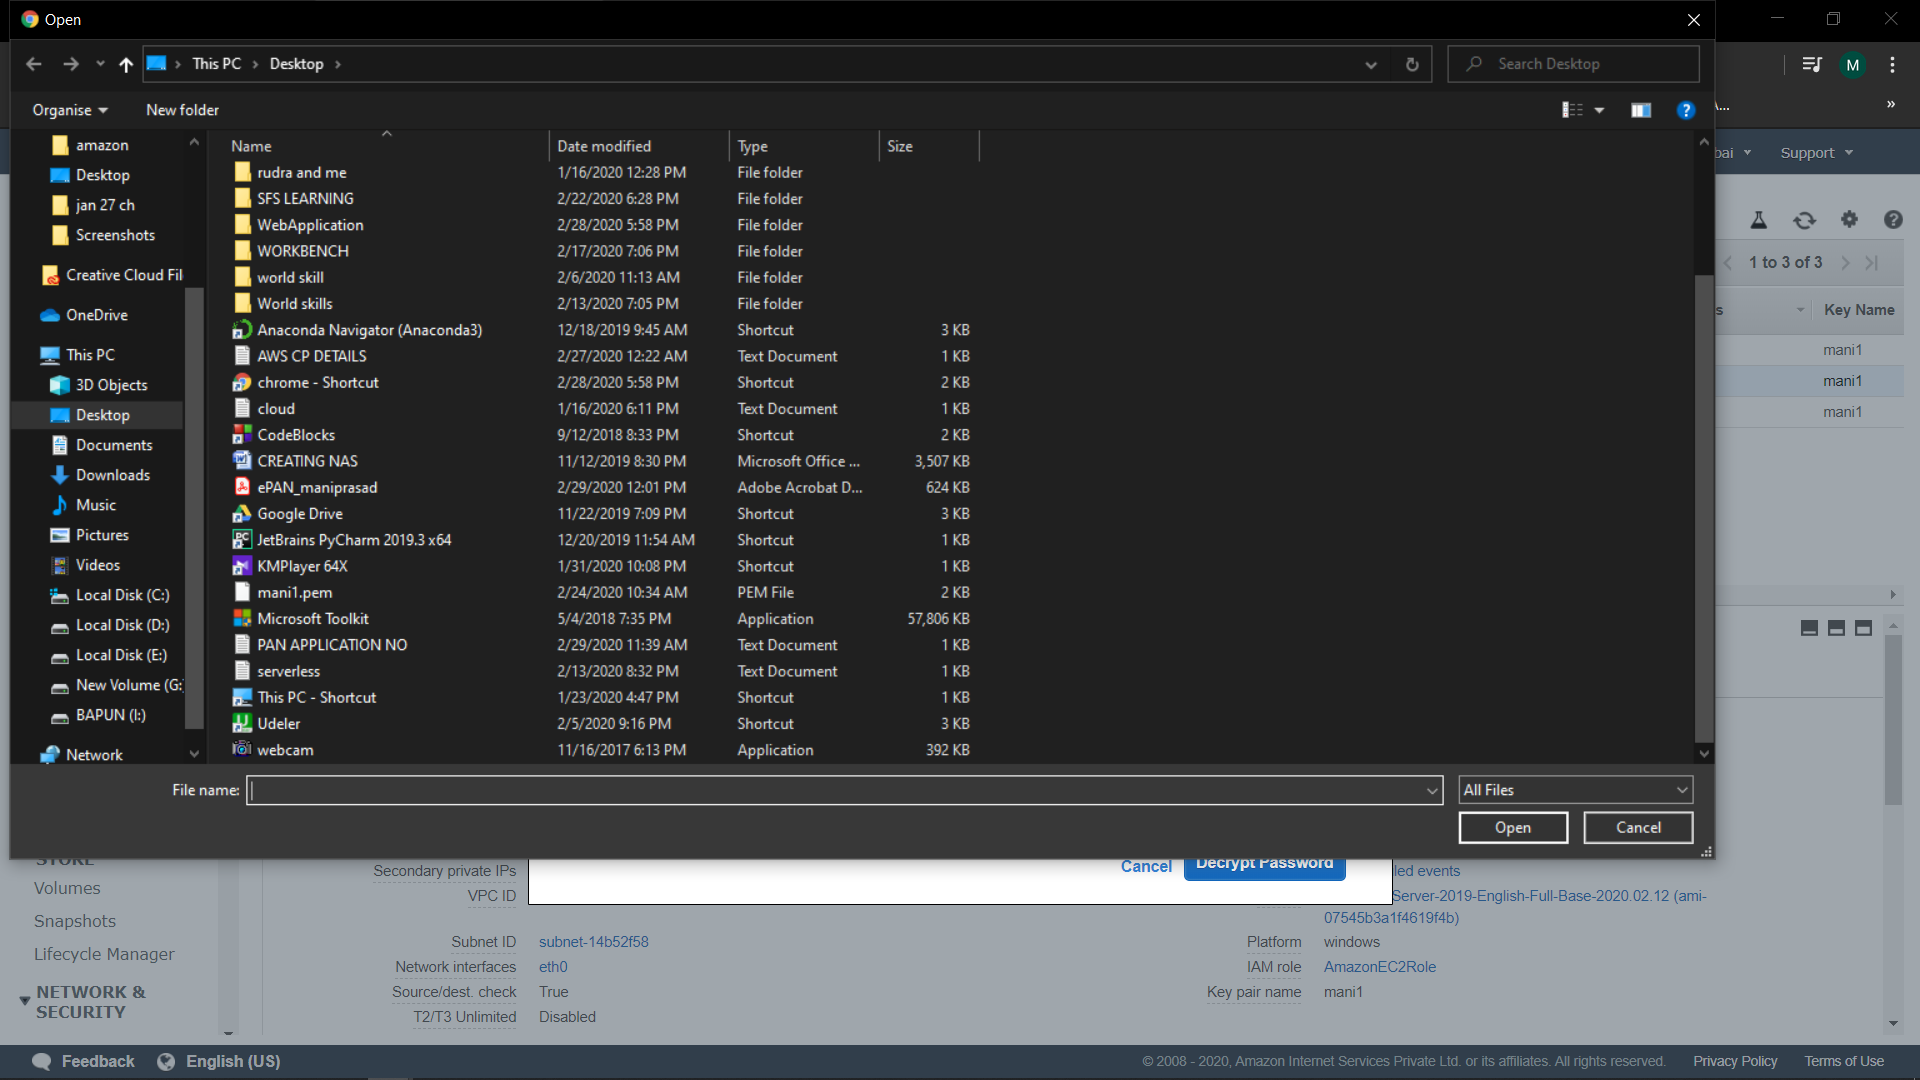 Open
This PC > Desktop >
Search Desktop
M
Organise
New folder
»
amazon
Desktop
jan 27 ch
Screenshots
Creative Cloud Fil
OneDrive
This PC
3D Objects
Desktop
Documents
Downloads
Music
Pictures
Videos
Local Disk (C:)
Local Disk (D:)
Local Disk (E:)
New Volume (G:
BAPUN (I:)
Network
Name Date modified Type Size
rudra and me 1/16/2020 12:28 PM File folder
SFS LEARNING 2/22/2020 6:28 PM File folder
WebApplication 2/28/2020 5:58 PM File folder
WORKBENCH 2/17/2020 7:06 PM File folder
world skill 2/6/2020 11:13 AM File folder
World skills 2/13/2020 7:05 PM File folder
Anaconda Navigator (Anaconda3) 12/18/2019 9:45 AM Shortcut 3 KB
AWS CP DETAILS 2/27/2020 12:22 AM Text Document 1 KB
chrome - Shortcut 2/28/2020 5:58 PM Shortcut 2 KB
cloud 1/16/2020 6:11 PM Text Document 1 KB
CodeBlocks 9/12/2018 8:33 PM Shortcut 2 KB
CREATING NAS 11/12/2019 8:30 PM Microsoft Office ... 3,507 KB
ePAN_maniprasad 2/29/2020 12:01 PM Adobe Acrobat D... 624 KB
Google Drive 11/22/2019 7:09 PM Shortcut 3 KB
JetBrains PyCharm 2019.3 x64 12/20/2019 11:54 AM Shortcut 1 KB
KMPlayer 64X 1/31/2020 10:08 PM Shortcut 1 KB
mani1.pem 2/24/2020 10:34 AM PEM File 2 KB
Microsoft Toolkit 5/4/2018 7:35 PM Application 57,806 KB
PAN APPLICATION NO 2/29/2020 11:39 AM Text Document 1 KB
serverless 2/13/2020 8:32 PM Text Document 1 KB
This PC - Shortcut 1/23/2020 4:47 PM Shortcut 1 KB
Udeler 2/5/2020 9:16 PM Shortcut 3 KB
webcam 11/16/2017 6:13 PM Application 392 KB
File name:
All Files
Open Cancel
bai Support
1 to 3 of 3
s Key Name
mani1
mani1
mani1
Cancel Decrypt Password
STORE
Volumes
Snapshots
Lifecycle Manager
NETWORK &
SECURITY
Secondary private IPs
VPC ID
Subnet ID subnet-14b52f58
Network interfaces eth0
Source/dest. check True
T2/T3 Unlimited Disabled
led events
Server-2019-English-Full-Base-2020.02.12 (ami-
07545b3a1f4619f4b)
Platform windows
IAM role AmazonEC2Role
Key pair name mani1
Feedback English (US)
© 2008 - 2020, Amazon Internet Services Private Ltd. or its affiliates. All rights reserved. Privacy Policy Terms of Use